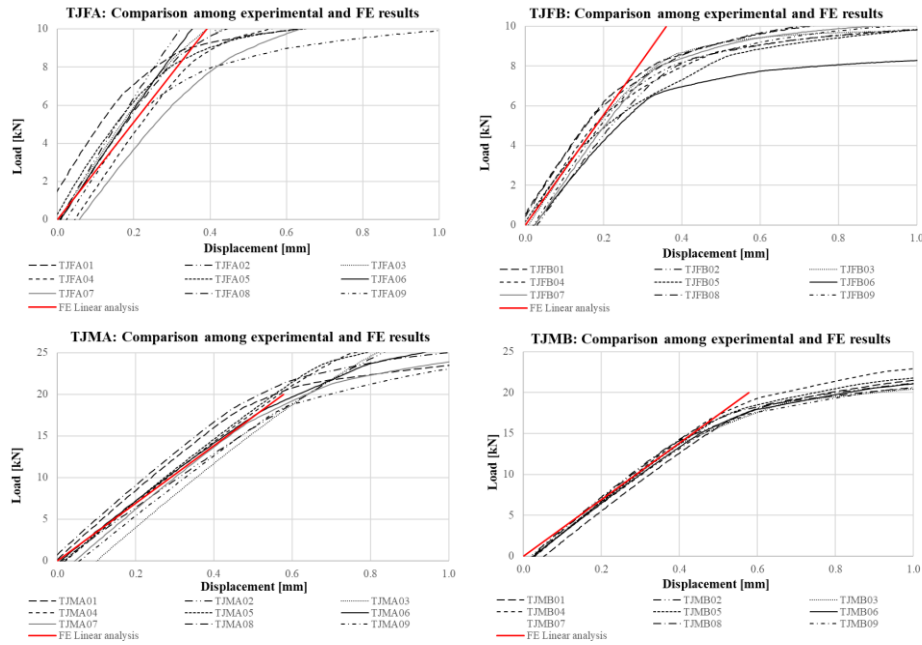 TJFA: Comparison among experimental and FE results
10
8
6
4
2
0
Load [kN]
0.0 0.2 0.4 0.6 0.8 1.0
Displacement [mm]
TJFA01 TJFA02 TJFA03
TJFA04 TJFA05 TJFA06
TJFA07 TJFA08 TJFA09
FE Linear analysis
TJFB: Comparison among experimental and FE results
10
8
6
4
2
0
Load [kN]
0.0 0.2 0.4 0.6 0.8 1.0
Displacement [mm]
TJFB01 TJFB02 TJFB03
TJFB04 TJFB05 TJFB06
TJFB07 TJFB08 TJFB09
FE Linear analysis
TJMA: Comparison among experimental and FE results
25
20
15
10
5
0
Load [kN]
0.0 0.2 0.4 0.6 0.8 1.0
Displacement [mm]
TJMA01 TJMA02 TJMA03
TJMA04 TJMA05 TJMA06
TJMA07 TJMA08 TJMA09
FE Linear analysis
TJMB: Comparison among experimental and FE results
25
20
15
10
5
0
Load [kN]
0.0 0.2 0.4 0.6 0.8 1.0
Displacement [mm]
TJMB01 TJMB02 TJMB03
TJMB04 TJMB05 TJMB06
TJMB07 TJMB08 TJMB09
FE Linear analysis